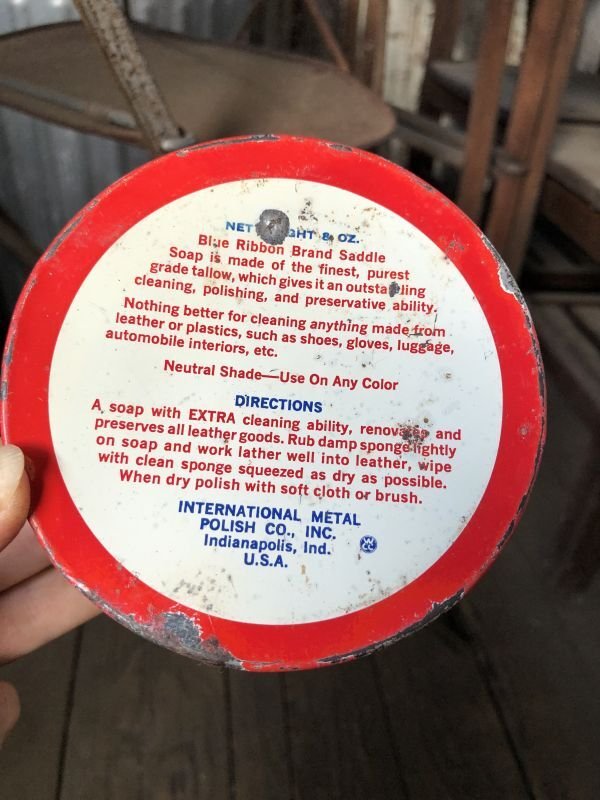 NET GHT 8 OZ.
Blue Ribbon Brand Saddle
Soap is made of the finest, purest
grade tallow, which gives it an outstanding
cleaning, polishing, and preservative ability.
Nothing better for cleaning anything made from
leather or plastics, such as shoes, gloves, luggage,
automobile interiors, etc.
Neutral Shade—Use On Any Color
DIRECTIONS
A soap with EXTRA cleaning ability, renovates and
preserves all leather goods. Rub damp sponge lightly
on soap and work lather well into leather, wipe
with clean sponge squeezed as dry as possible.
When dry polish with soft cloth or brush.
INTERNATIONAL METAL
POLISH CO., INC.
Indianapolis, Ind.
U.S.A.